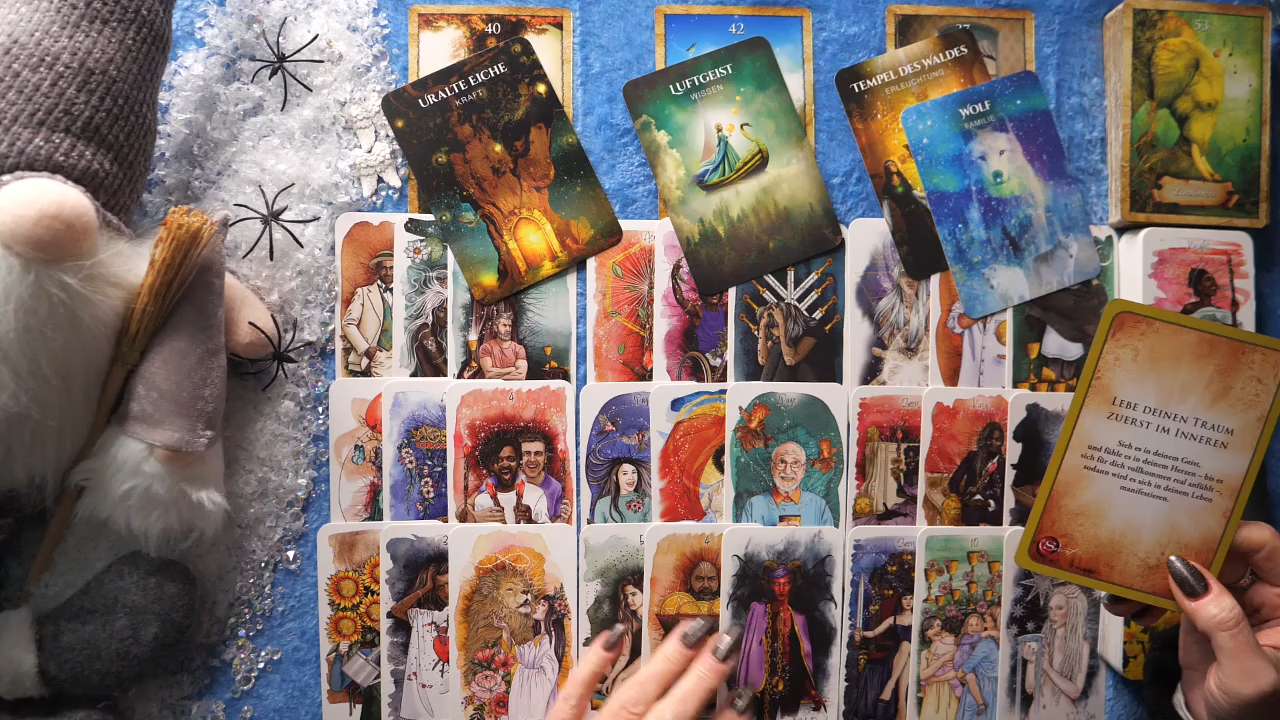 40
42
37
53
URALTE EICHE
KRAFT
LUFTGEIST
WISSEN
TEMPEL DES WALDES
ERLEUCHTUNG
WOLF
FAMILIE
LEBE DEINEN TRAUM
ZUERST IM INNEREN
Sieh es in deinem Geist,
und fühle es in deinem Herzen – bis es
sich für dich vollkommen real anfühlt –,
sodann wird es sich in deinem Leben
manifestieren.
4
10